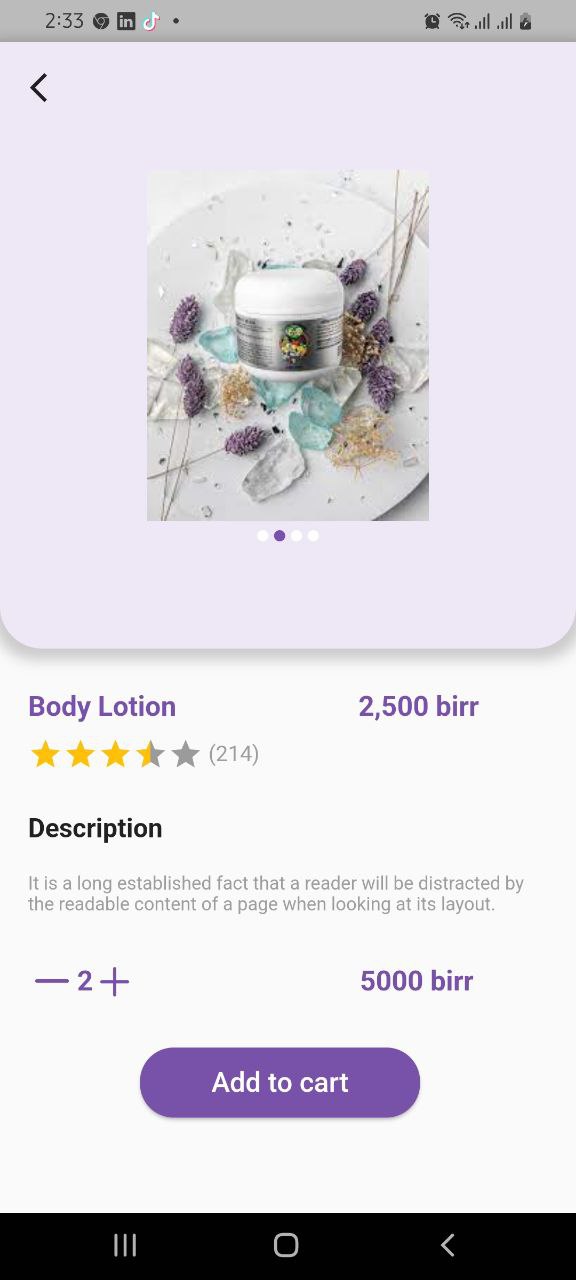 2:33
Body Lotion 2,500 birr
(214)
Description
It is a long established fact that a reader will be distracted by
the readable content of a page when looking at its layout.
2 5000 birr
Add to cart